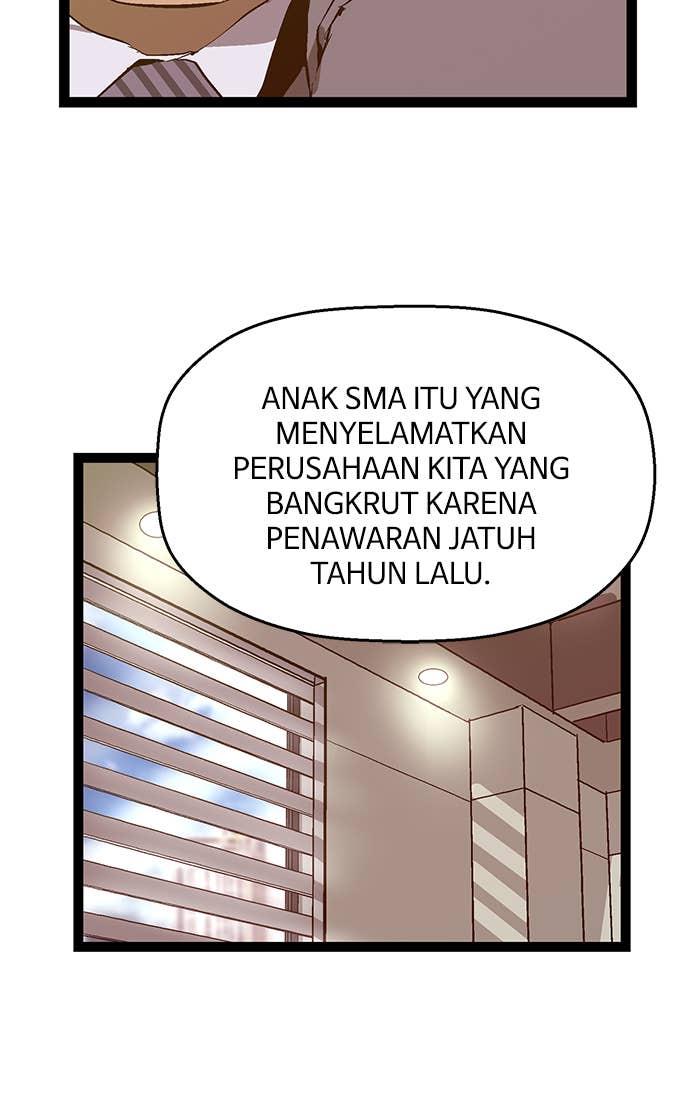 ANAK SMA ITU YANG
MENYELAMATKAN
PERUSAHAAN KITA YANG
BANGKRUT KARENA
PENAWARAN JATUH
TAHUN LALU.